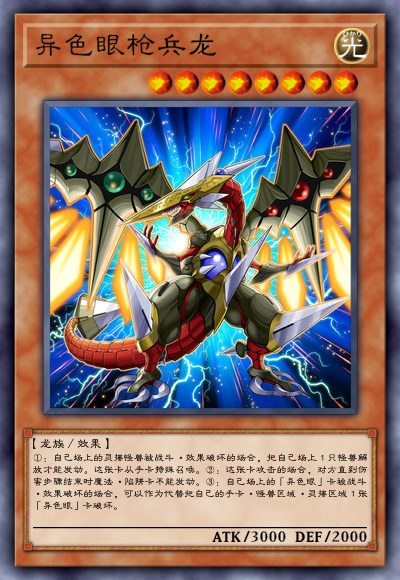 异色眼枪兵龙
ひかり
光
【龙族／效果】
①：自己场上的灵摆怪兽被战斗·效果破坏的场合，把自己场上1只怪兽解
放才能发动。这张卡从手卡特殊召唤。②：这张卡攻击的场合，对方直到伤
害步骤结束时魔法·陷阱卡不能发动。③：自己场上的「异色眼」卡被战
斗·效果破坏的场合，可以作为代替把自己的手卡·怪兽区域·灵摆区域1张
「异色眼」卡破坏。
ATK/3000 DEF/2000